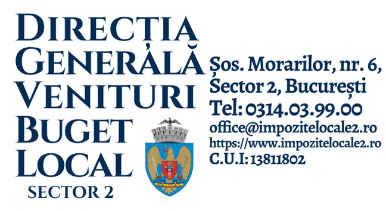 DIRECȚIA
GENERALĂ
VENITURI
BUGET
LOCAL
SECTOR 2
Șos. Morarilor, nr. 6,
Sector 2, București
Tel: 0314.03.99.00
office@impozitelocale2.ro
https://www.impozitelocale2.ro
C.U.I: 13811802